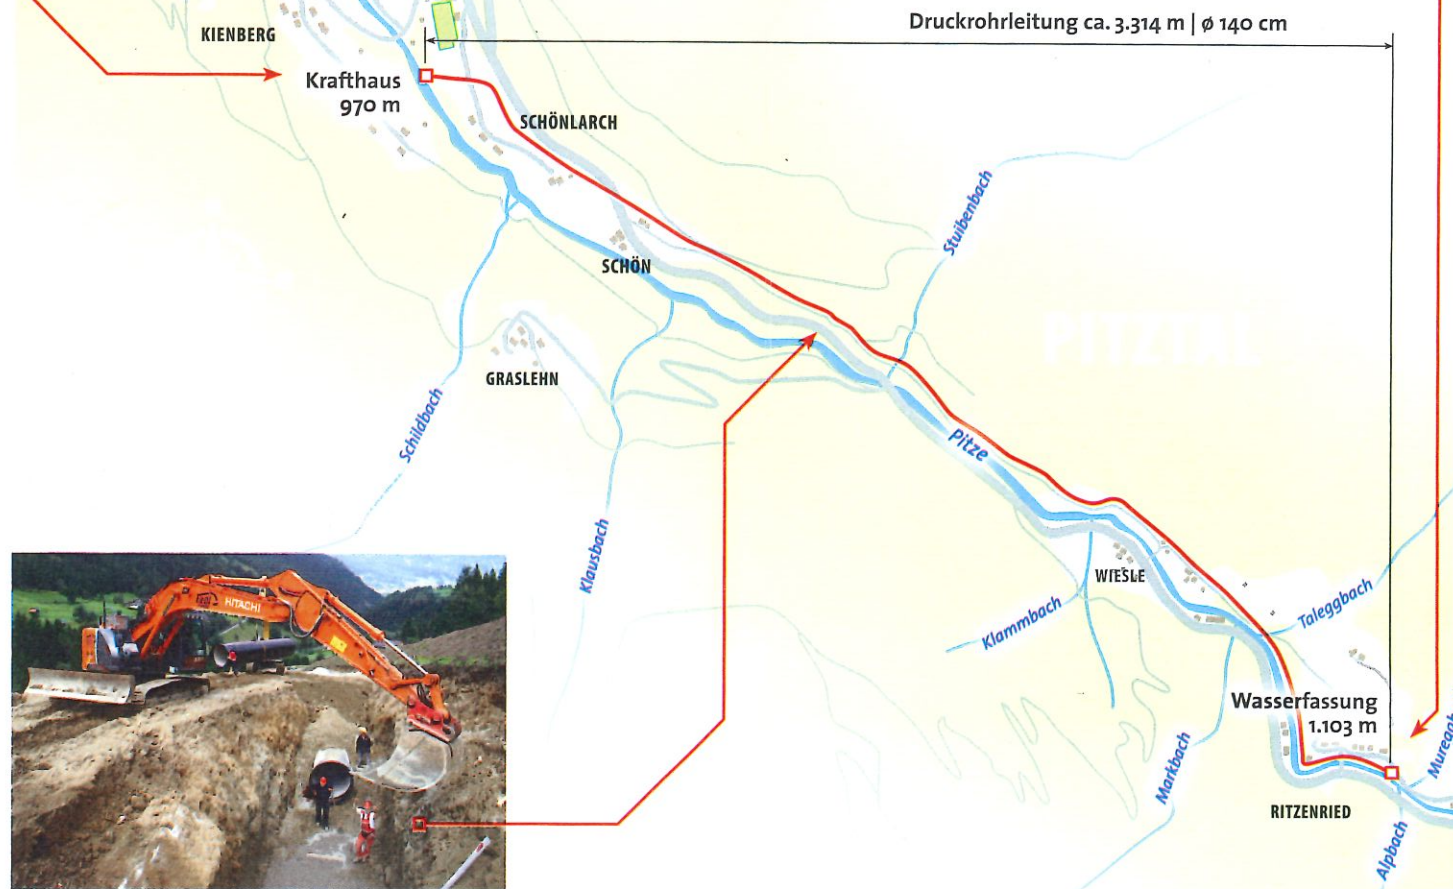 Druckrohrleitung ca. 3.314 m | ø 140 cm
KIENBERG
Krafthaus
970 m
SCHÖNLARCH
Stuibenbach
SCHÖN
PITZTAL
GRASLEHN
Schildbach
Pitze
Klausbach
WIESLE
Klammbach
Taleggbach
HITACHI
Wasserfassung
1.103 m
Markbach
RITZENRIED
Alpbach